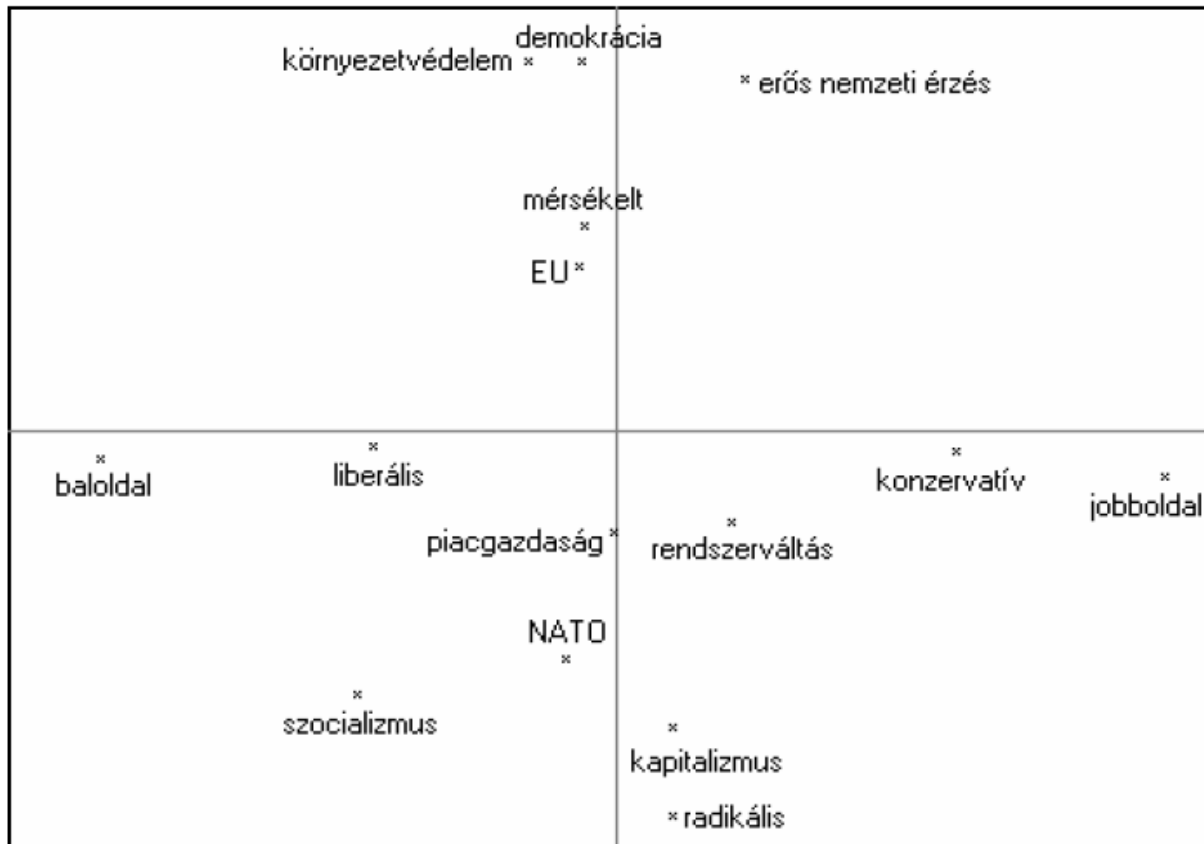 demokrácia
környezetvédelem
erős nemzeti érzés
mérsékelt
EU
baloldal
liberális
konzervatív
jobboldal
piacgazdaság
rendszerváltás
NATO
szocializmus
kapitalizmus
radikális